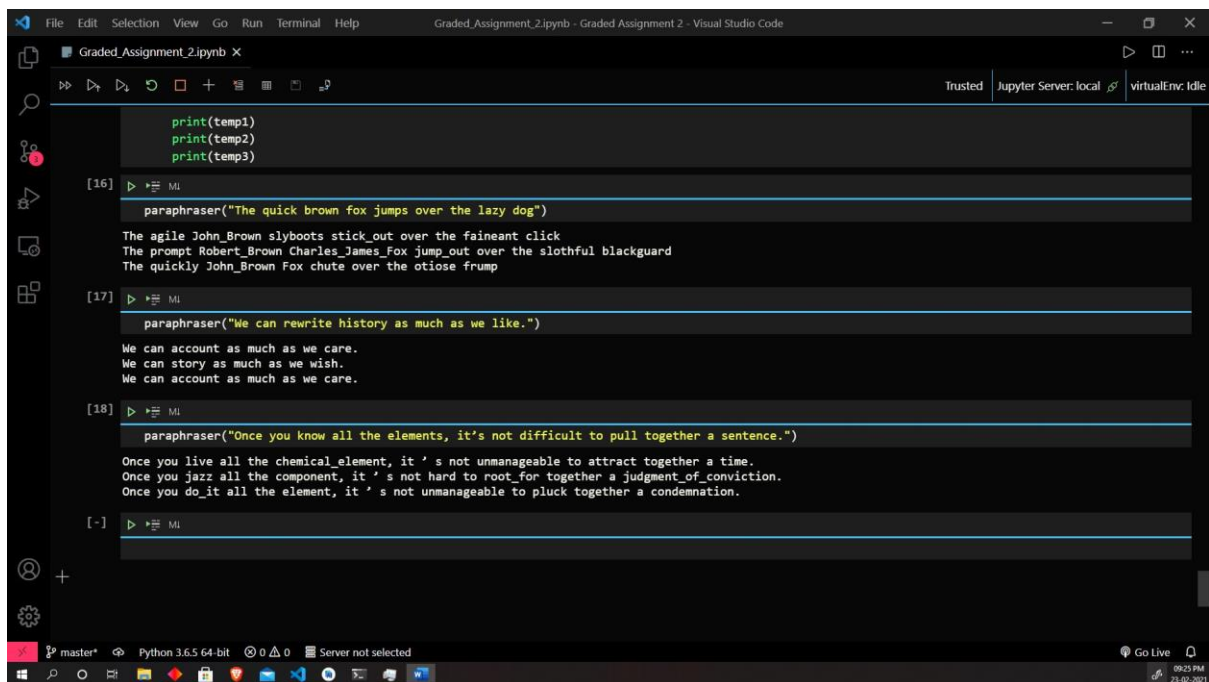 File Edit Selection View Go Run Terminal Help Graded_Assignment_2.ipynb - Graded Assignment 2 - Visual Studio Code
Graded_Assignment_2.ipynb
Trusted Jupyter Server: local virtualEnv: Idle
print(temp1)
print(temp2)
print(temp3)
[16] M↓
paraphraser("The quick brown fox jumps over the lazy dog")
The agile John_Brown slyboots stick_out over the faineant click
The prompt Robert_Brown Charles_James_Fox jump_out over the slothful blackguard
The quickly John_Brown Fox chute over the otiose frump
[17] M↓
paraphraser("We can rewrite history as much as we like.")
We can account as much as we care.
We can story as much as we wish.
We can account as much as we care.
[18] M↓
paraphraser("Once you know all the elements, it’s not difficult to pull together a sentence.")
Once you live all the chemical_element, it ’ s not unmanageable to attract together a time.
Once you jazz all the component, it ’ s not hard to root_for together a judgment_of_conviction.
Once you do_it all the element, it ’ s not unmanageable to pluck together a condemnation.
[-] M↓
master* Python 3.6.5 64-bit 0 0 Server not selected Go Live
09:25 PM
23-02-2021